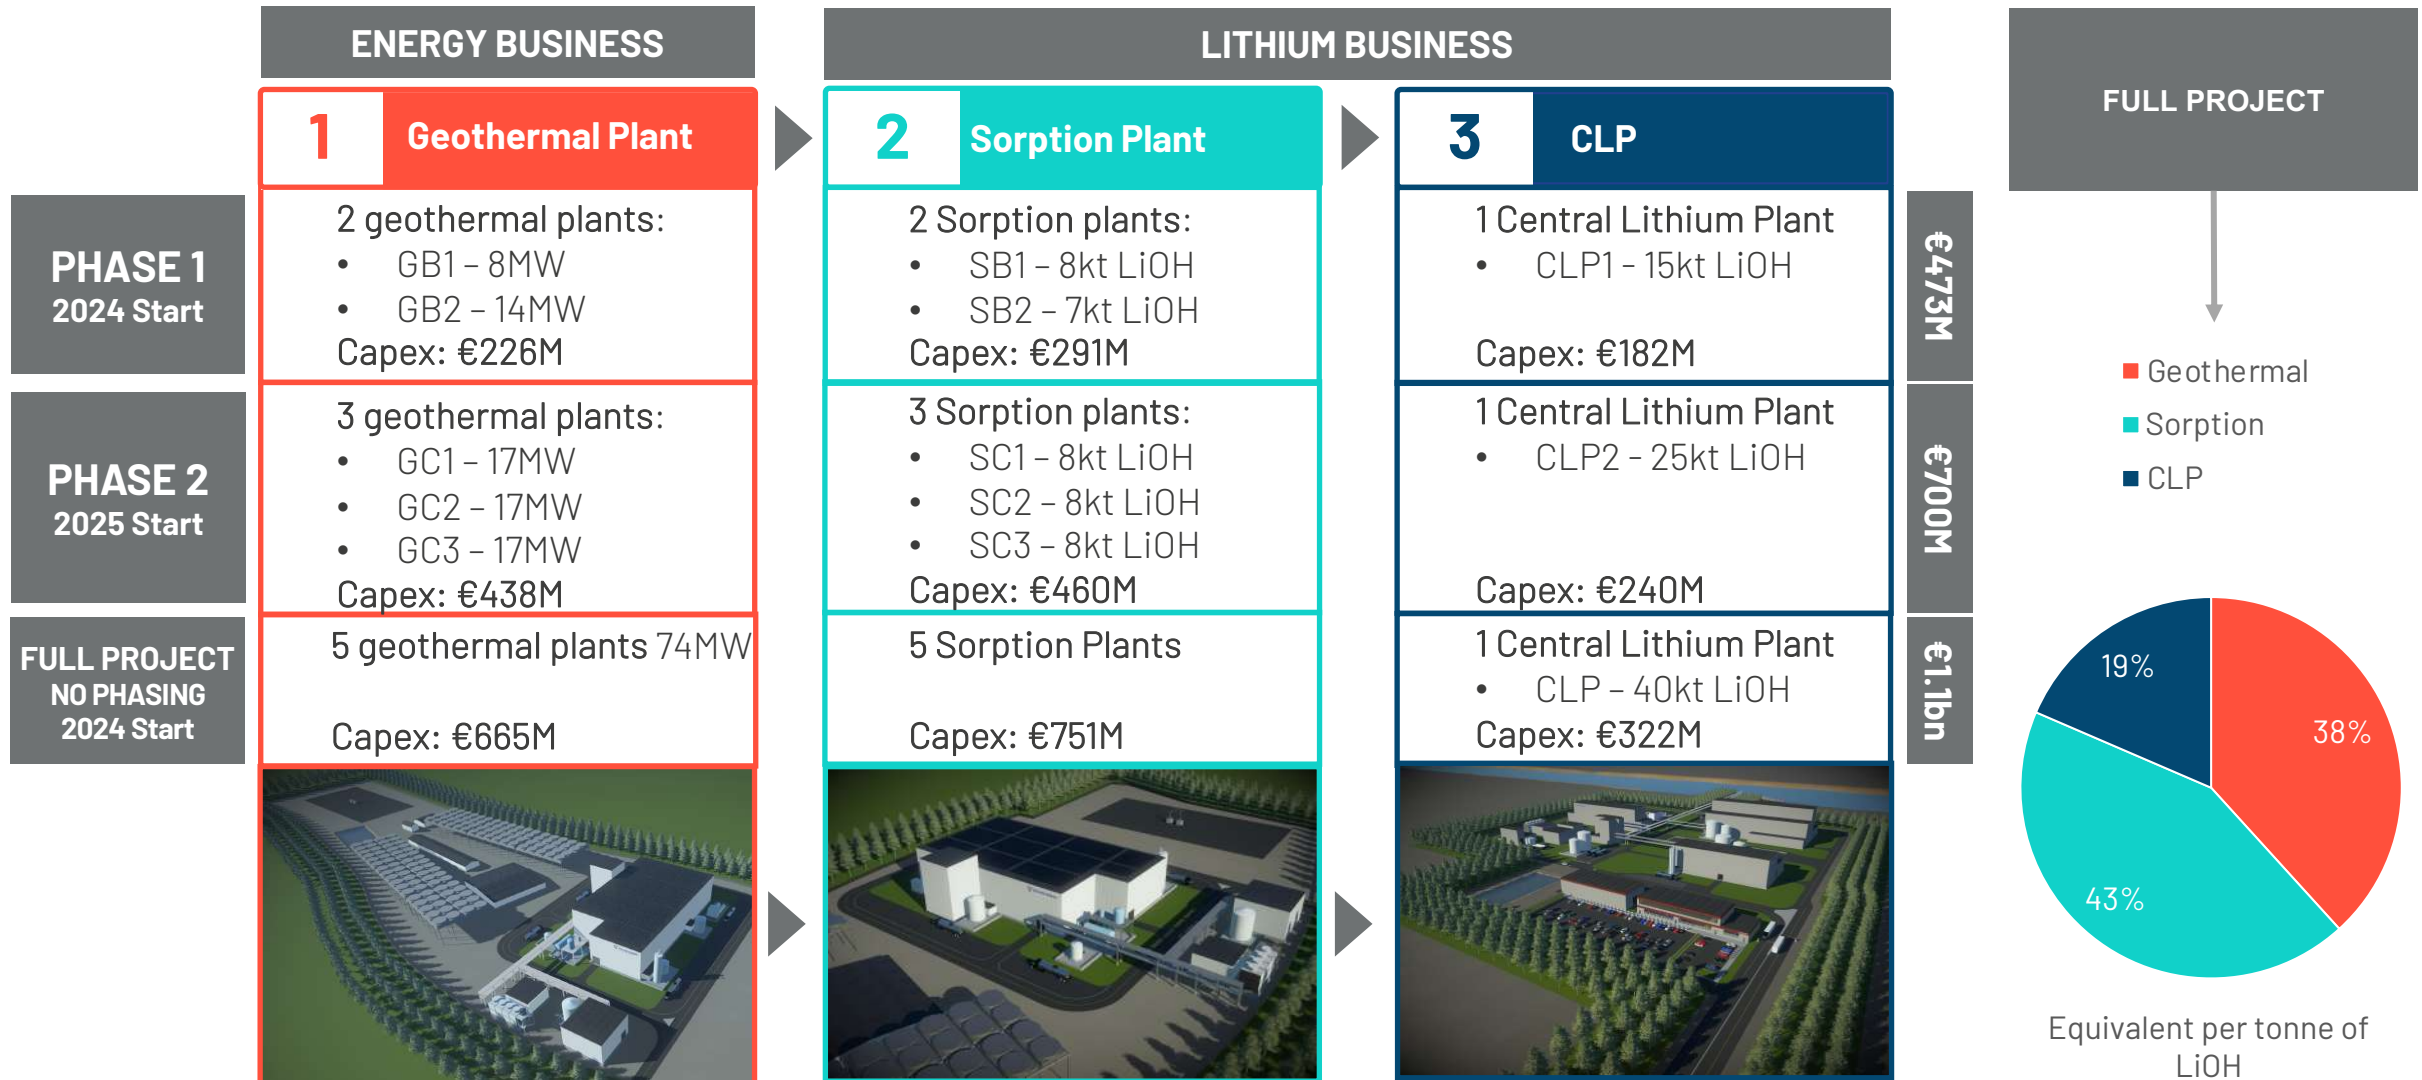 ENERGY BUSINESS
LITHIUM BUSINESS
FULL PROJECT
1 Geothermal Plant
2 Sorption Plant
3 CLP
PHASE 1
2024 Start
2 geothermal plants:
• GB1 – 8MW
• GB2 – 14MW
Capex: €226M
2 Sorption plants:
• SB1 – 8kt LiOH
• SB2 – 7kt LiOH
Capex: €291M
1 Central Lithium Plant
• CLP1 - 15kt LiOH
Capex: €182M
€473M
PHASE 2
2025 Start
3 geothermal plants:
• GC1 – 17MW
• GC2 – 17MW
• GC3 – 17MW
Capex: €438M
3 Sorption plants:
• SC1 – 8kt LiOH
• SC2 – 8kt LiOH
• SC3 – 8kt LiOH
Capex: €460M
1 Central Lithium Plant
• CLP2 - 25kt LiOH
Capex: €240M
€700M
FULL PROJECT
NO PHASING
2024 Start
5 geothermal plants 74MW
Capex: €665M
5 Sorption Plants
Capex: €751M
1 Central Lithium Plant
• CLP – 40kt LiOH
Capex: €322M
€1.1bn
Geothermal
Sorption
CLP
19%
38%
43%
Equivalent per tonne of
LiOH